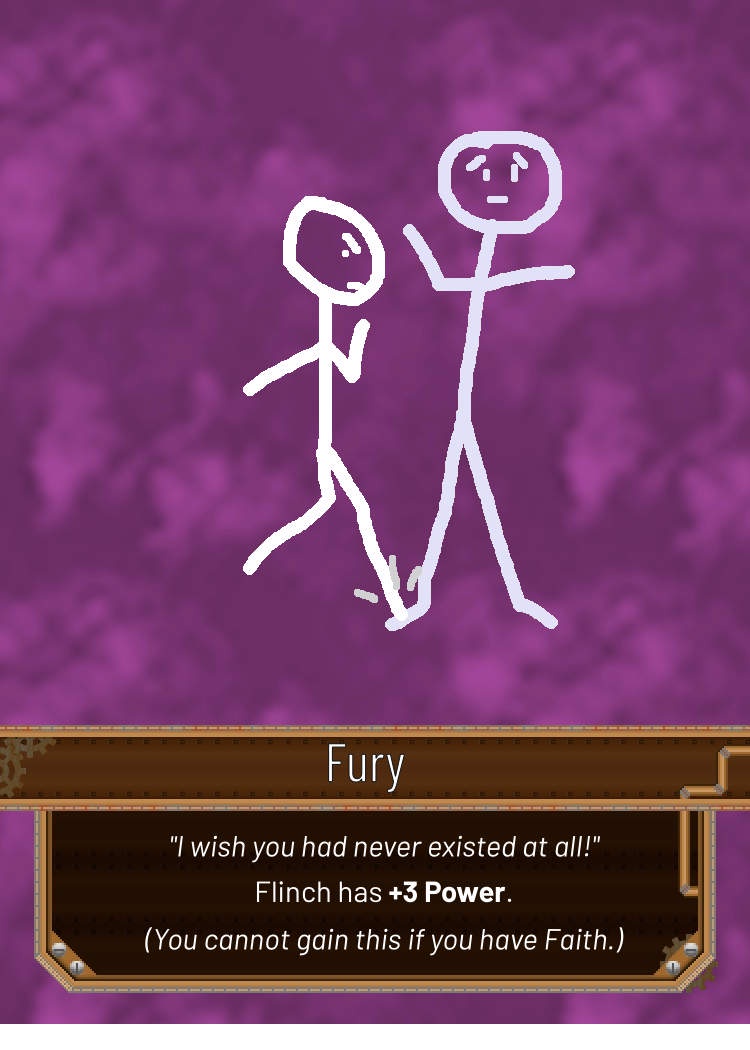 Fury
"I wish you had never existed at all!"
Flinch has +3 Power.
(You cannot gain this if you have Faith.)